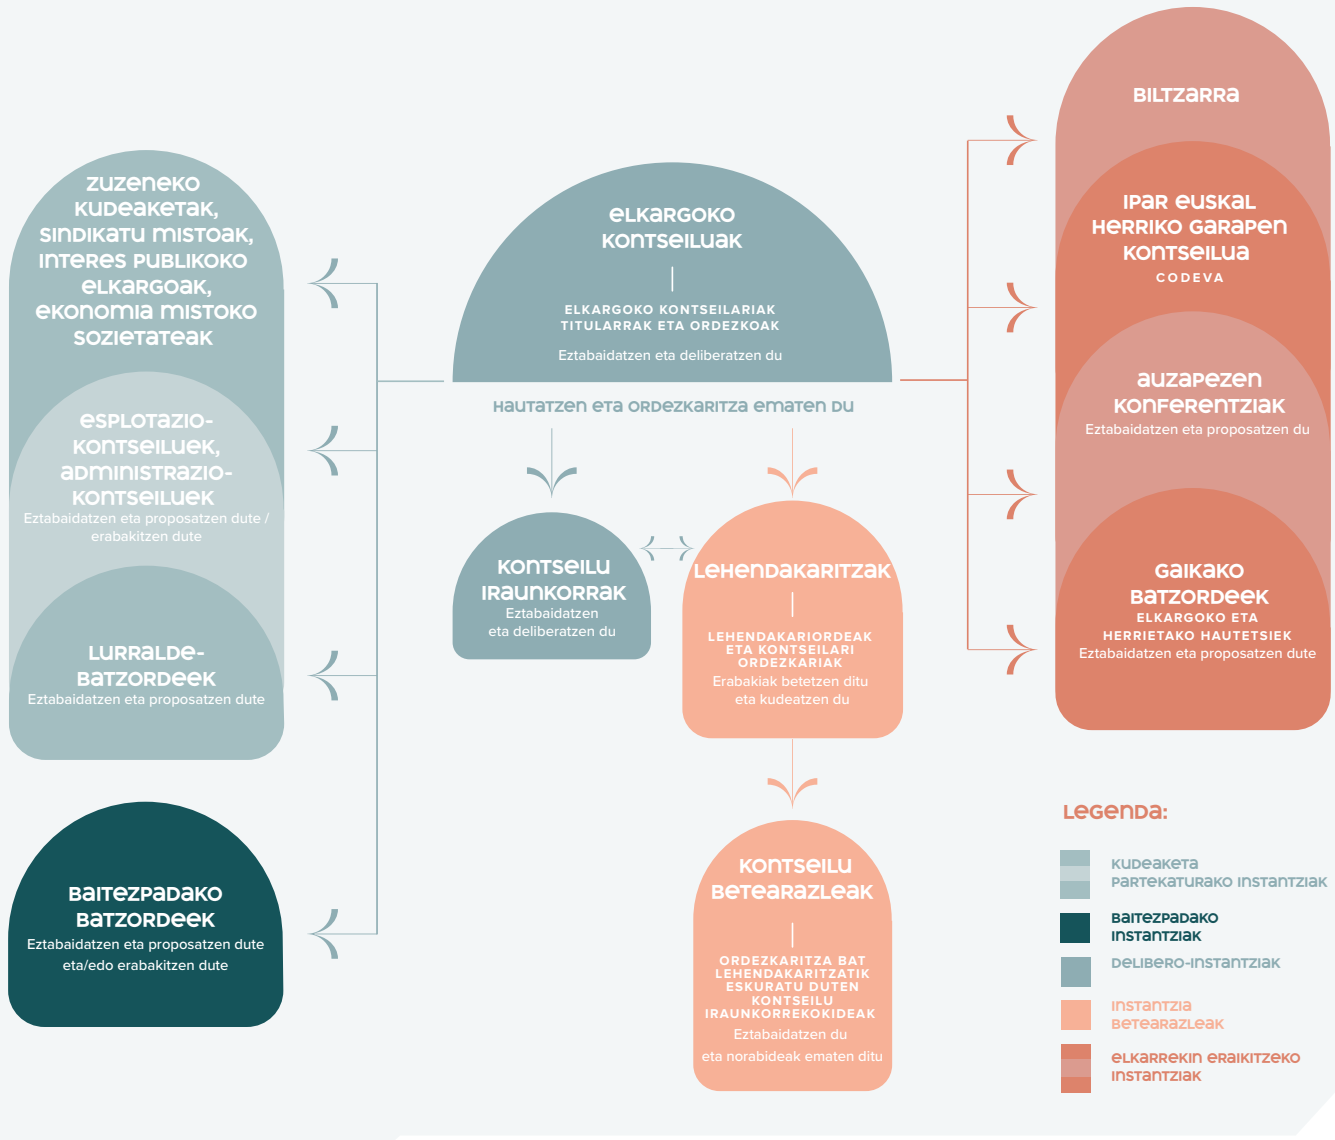 ZUZENEKO
KUDEAKETAK,
SINDIKATU MISTOAK,
INTERES PUBLIKOKO
ELKARGOAK,
EKONOMIA MISTOKO
SOZIETATEAK
ESPLOTAZIO-
KONTSEILUEK,
ADMINISTRAZIO-
KONTSEILUEK
Eztabaidatzen eta proposatzen dute /
erabakitzen dute
LURRALDE-
BATZORDEEK
Eztabaidatzen eta proposatzen dute
BAITEZPADAKO
BATZORDEEK
Eztabaidatzen eta proposatzen dute
eta/edo erabakitzen dute
ELKARGOKO
KONTSEILUAK
ELKARGOKO KONTSEILARIAK
TITULARRAK ETA ORDEZKOAK
Eztabaidatzen eta deliberatzen du
HAUTATZEN ETA ORDEZKARITZA EMATEN DU
KONTSEILU
IRAUNKORRAK
Eztabaidatzen
eta deliberatzen du
LEHENDAKARITZAK
LEHENDAKARIORDEAK
ETA KONTSEILARI
ORDEZKARIAK
Erabakiak betetzen ditu
eta kudeatzen du
KONTSEILU
BETEARAZLEAK
ORDEZKARITZA BAT
LEHENDAKARITZATIK
ESKURATU DUTEN
KONTSEILU
IRAUNKORREKOKIDEAK
Eztabaidatzen du
eta norabideak ematen ditu
BILTZARRA
IPAR EUSKAL
HERRIKO GARAPEN
KONTSEILUA
CODEVA
AUZAPEZEN
KONFERENTZIAK
Eztabaidatzen eta proposatzen du
GAIKAKO
BATZORDEEK
ELKARGOKO ETA
HERRIETAKO HAUTETSIEK
Eztabaidatzen eta proposatzen dute
LEGENDA:
KUDEAKETA
PARTEKATURAKO INSTANTZIAK
BAITEZPADAKO
INSTANTZIAK
DELIBERO-INSTANTZIAK
INSTANTZIA
BETEARAZLEAK
ELKARREKIN ERAIKITZEKO
INSTANTZIAK